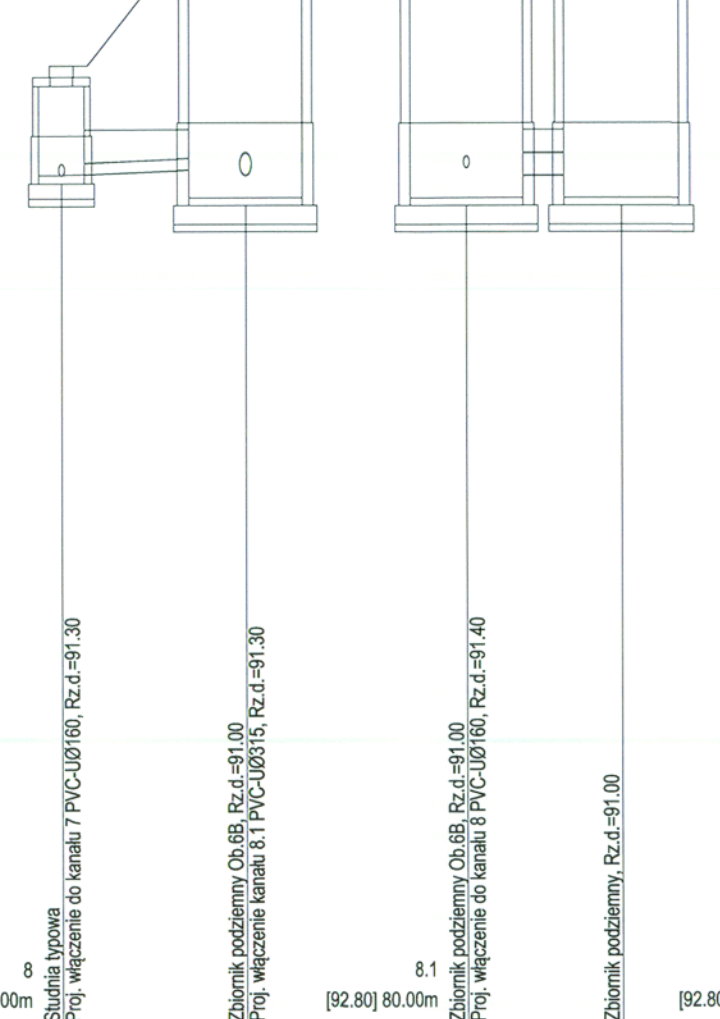 8
00m
Studnia typowa
Proj. włączenie do kanału 7 PVC-UØ160, Rz.d.=91.30
Zbiornik podziemny Ob.6B, Rz.d.=91.00
Proj. włączenie kanału 8.1 PVC-UØ315, Rz.d.=91.30
8.1
[92.80] 80.00m
Zbiornik podziemny Ob.6B, Rz.d.=91.00
Proj. włączenie do kanału 8 PVC-UØ160, Rz.d.=91.40
Zbiornik podziemny, Rz.d.=91.00
[92.80